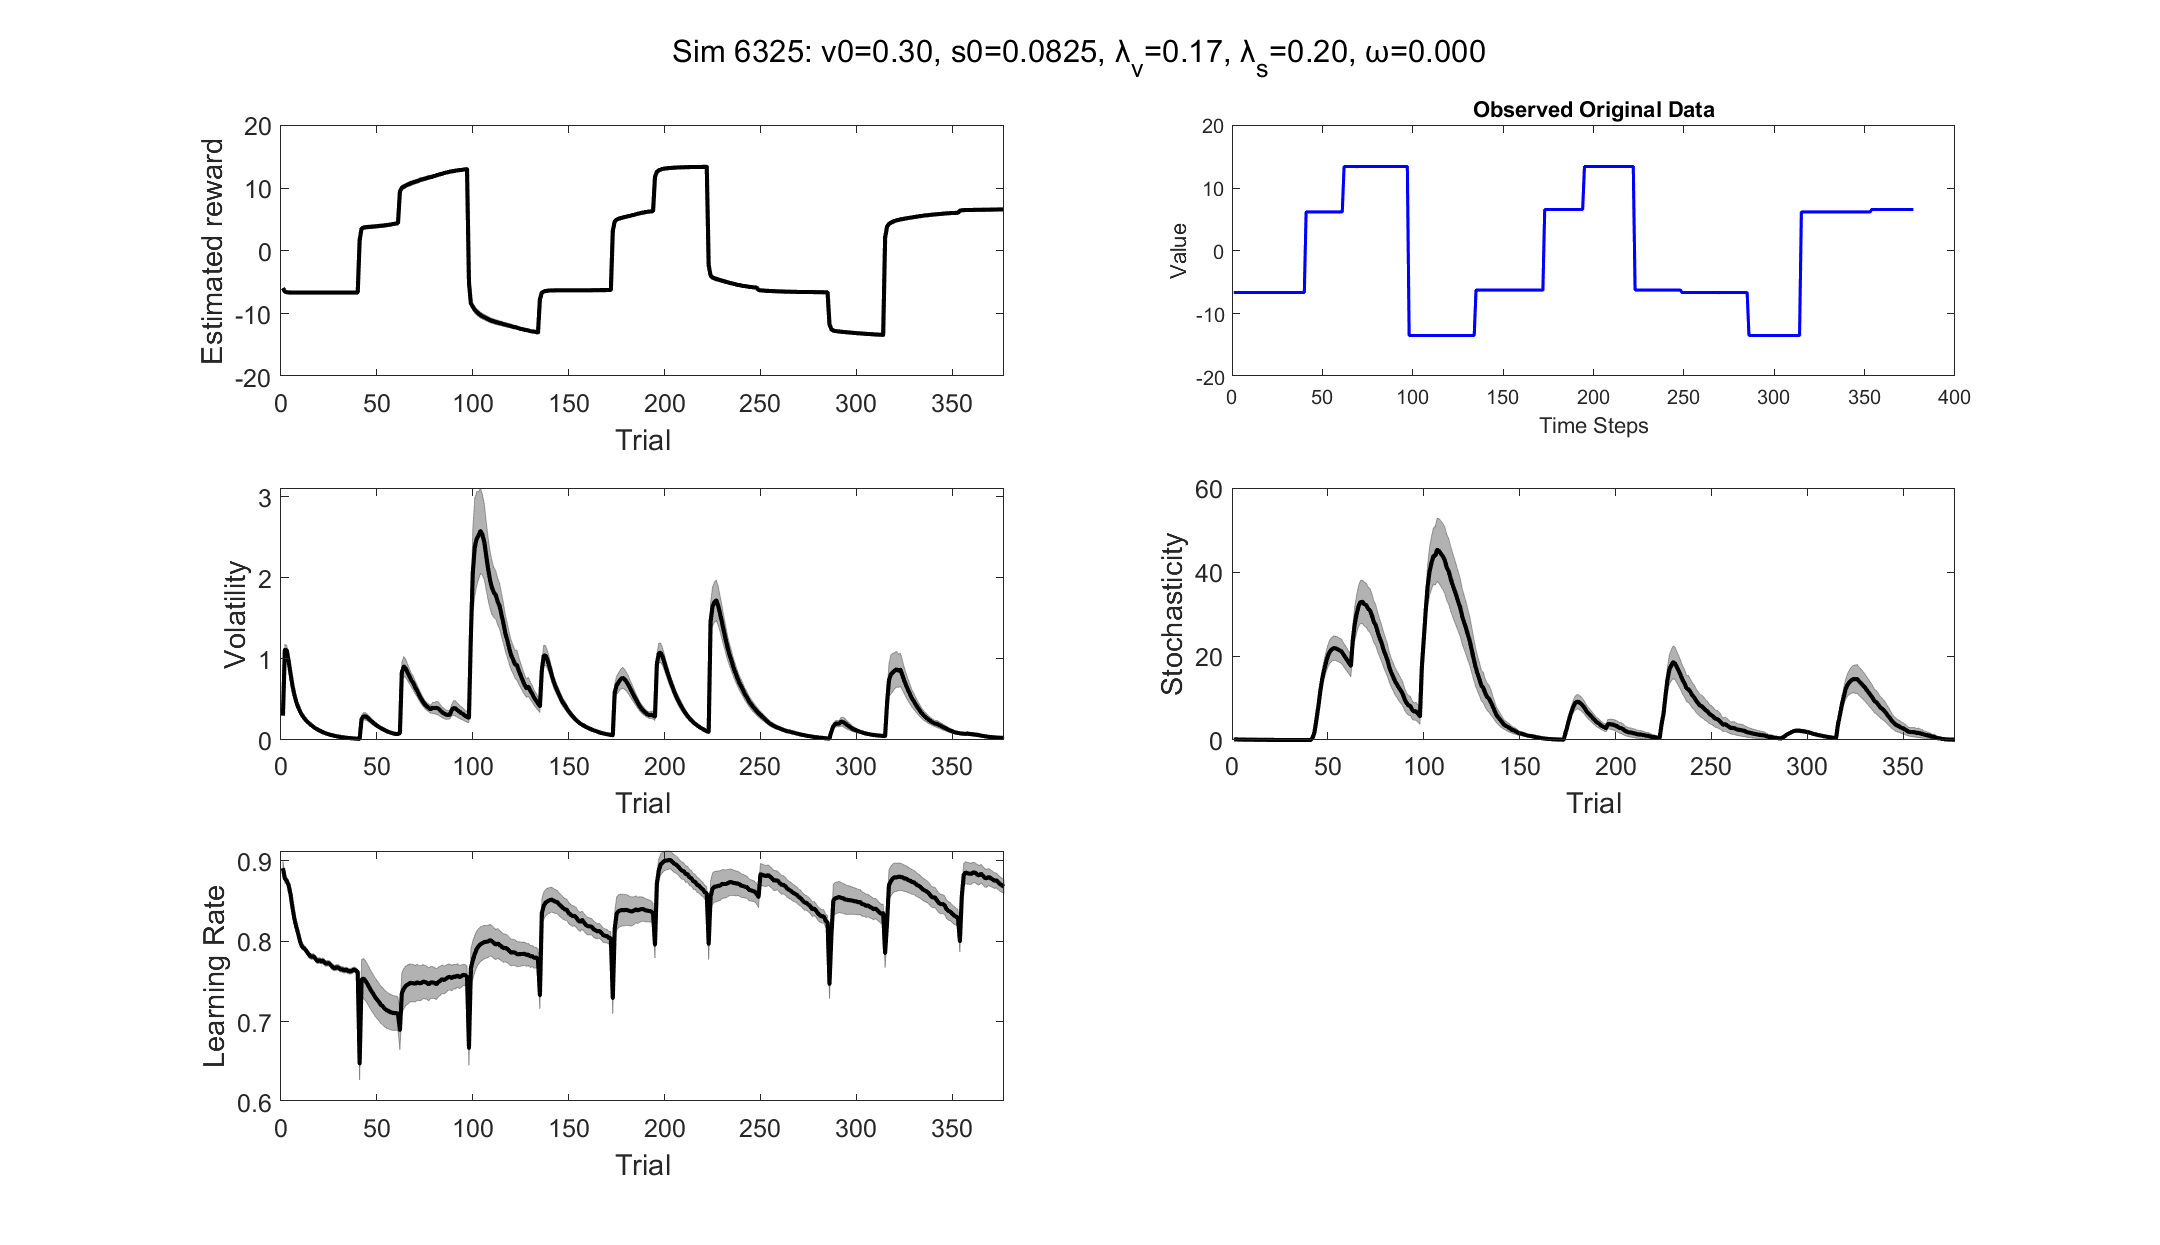 Sim 6325: v0=0.30, s0=0.0825, λ_v=0.17, λ_s=0.20, ω=0.000
20
10
0
-10
-20
Estimated reward
0 50 100 150 200 250 300 350
Trial
Observed Original Data
20
10
0
-10
-20
Value
0 50 100 150 200 250 300 350 400
Time Steps
3
2
1
0
Volatility
0 50 100 150 200 250 300 350
Trial
60
40
20
0
Stochasticity
0 50 100 150 200 250 300 350
Trial
0.9
0.8
0.7
0.6
Learning Rate
0 50 100 150 200 250 300 350
Trial